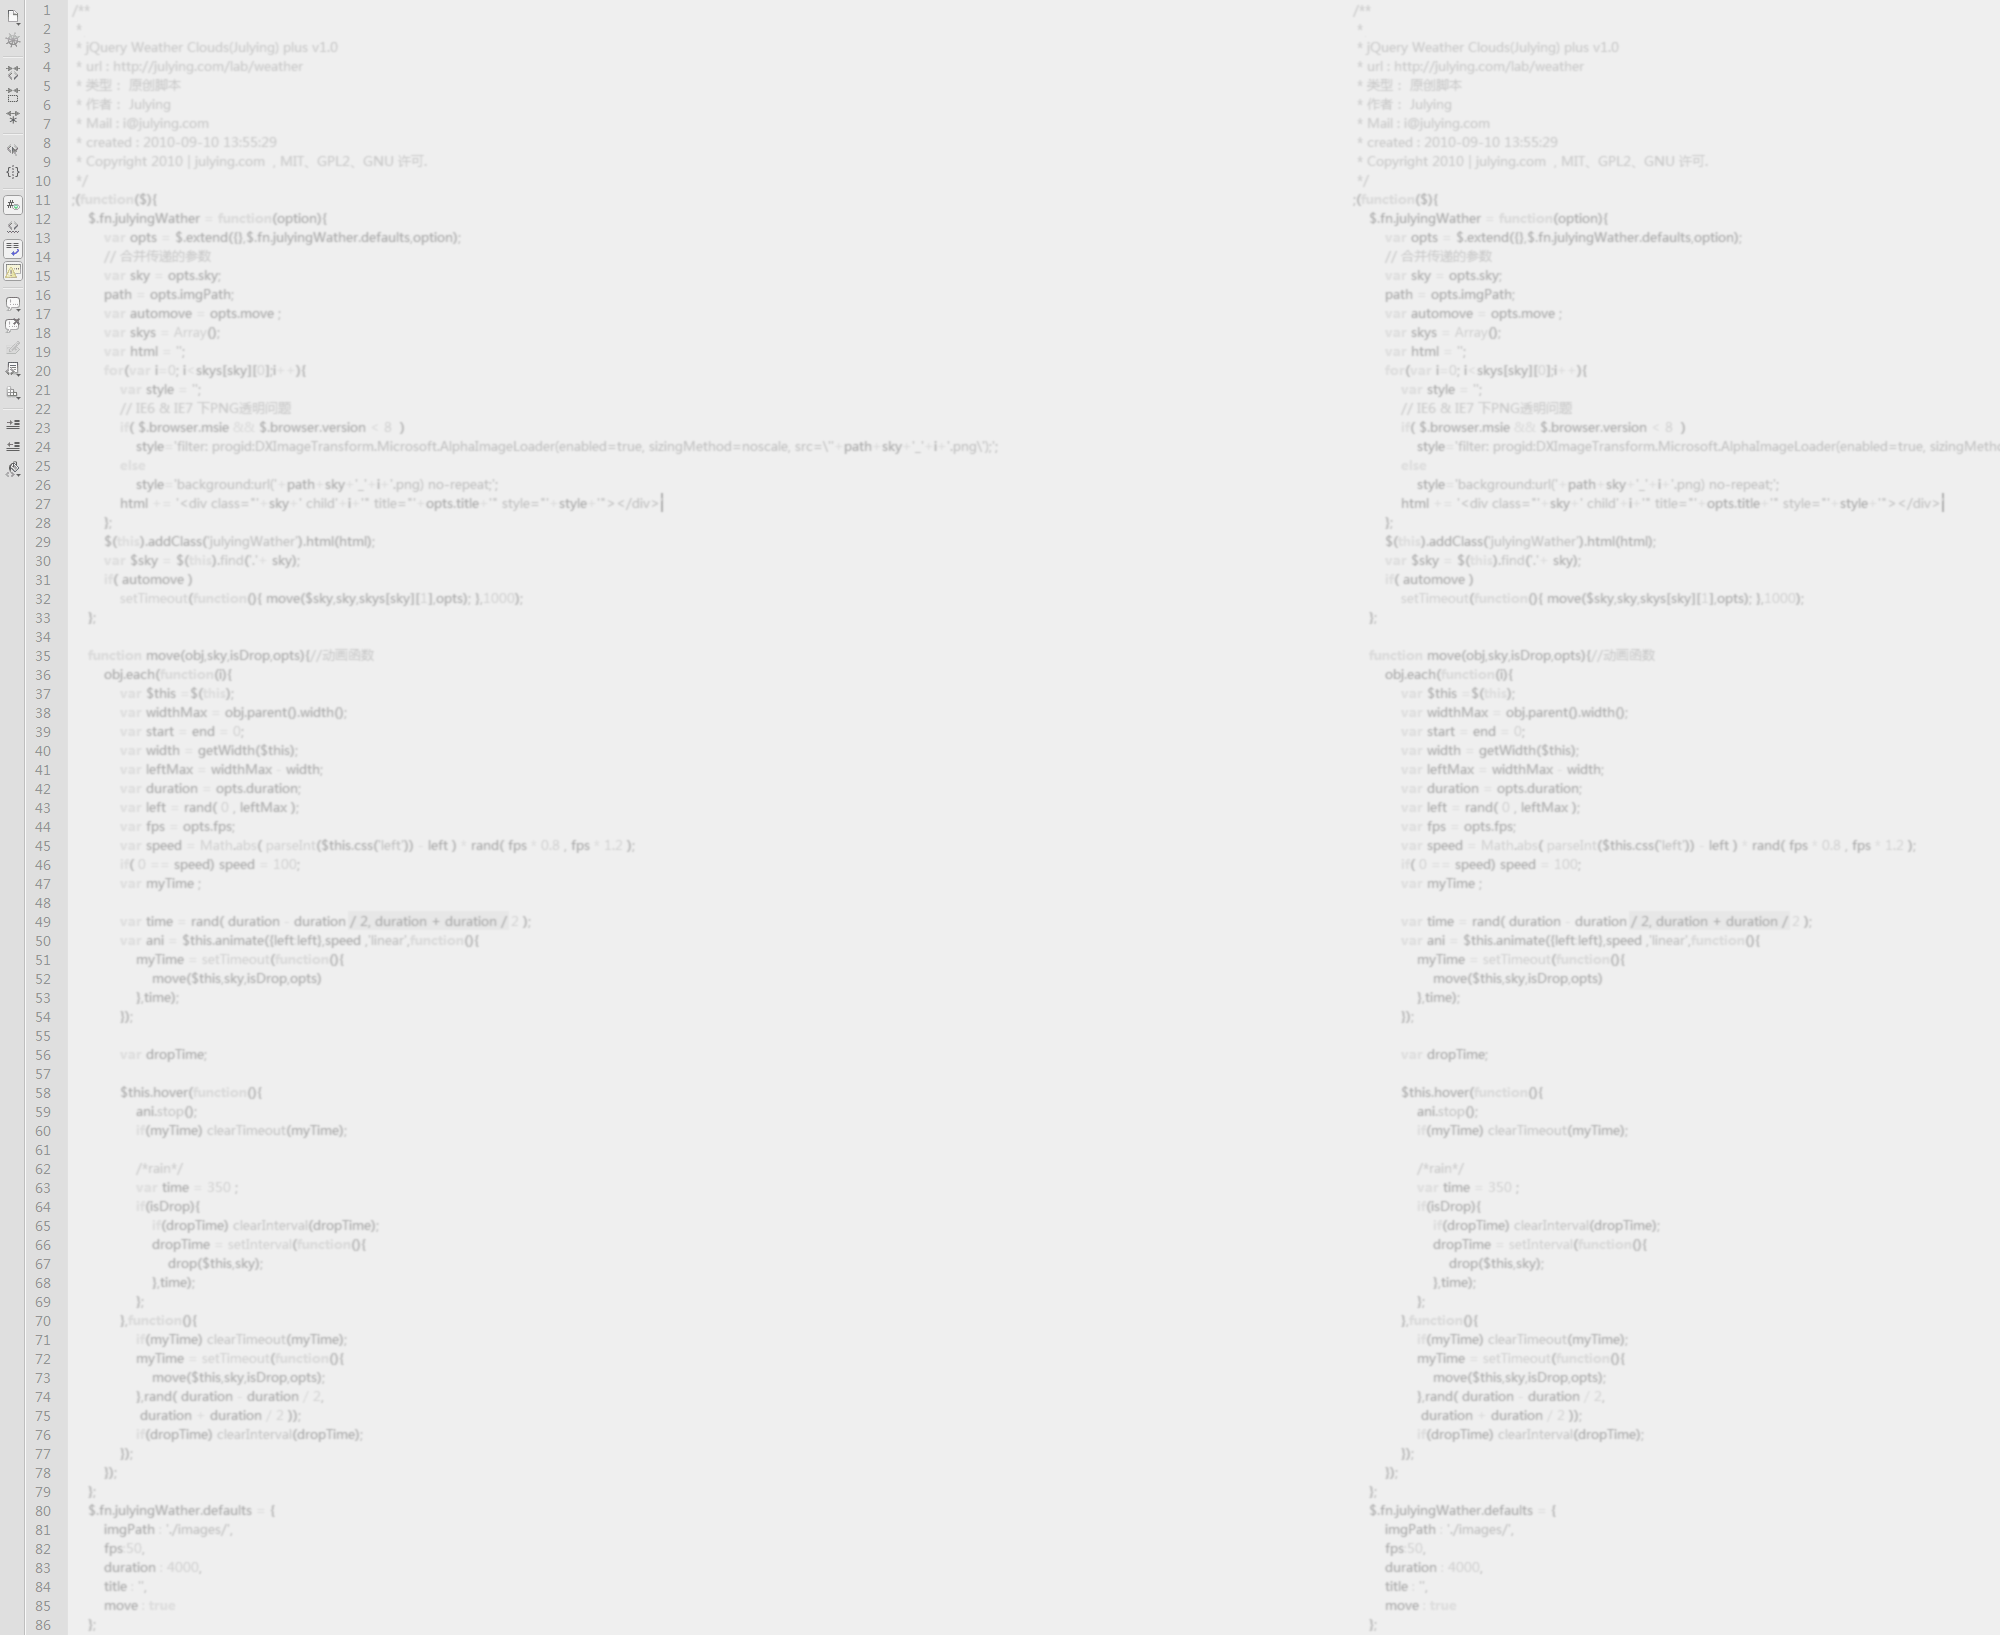 1 /**
2 *
3 * jQuery Weather Clouds(Julying) plus v1.0
4 * url : http://julying.com/lab/weather
5 * 类型： 原创脚本
6 * 作者： Julying
7 * Mail : i@julying.com
8 * created : 2010-09-10 13:55:29
9 * Copyright 2010 | julying.com , MIT、GPL2、GNU 许可.
10 */
11 ;(function($){
12 $.fn.julyingWather = function(option){
13 var opts = $.extend({},$.fn.julyingWather.defaults,option);
14 // 合并传递的参数
15 var sky = opts.sky;
16 path = opts.imgPath;
17 var automove = opts.move ;
18 var skys = Array();
19 var html = '';
20 for(var i=0; i<skys[sky][0];i++){
21 var style = '';
22 // IE6 & IE7 下PNG透明问题
23 if( $.browser.msie && $.browser.version < 8 )
24 style='filter: progid:DXImageTransform.Microsoft.AlphaImageLoader(enabled=true, sizingMethod=noscale, src=\''+path+sky+'_'+i+'.png\');';
25 else
26 style='background:url('+path+sky+'_'+i+'.png) no-repeat;';
27 html += '<div class="'+sky+' child'+i+'" title="'+opts.title+'" style="'+style+'"></div>
28 };
29 $(this).addClass('julyingWather').html(html);
30 var $sky = $(this).find('.'+ sky);
31 if( automove )
32 setTimeout(function(){ move($sky,sky,skys[sky][1],opts); },1000);
33 };
34
35 function move(obj,sky,isDrop,opts){//动画函数
36 obj.each(function(i){
37 var $this =$(this);
38 var widthMax = obj.parent().width();
39 var start = end = 0;
40 var width = getWidth($this);
41 var leftMax = widthMax - width;
42 var duration = opts.duration;
43 var left = rand( 0 , leftMax );
44 var fps = opts.fps;
45 var speed = Math.abs( parseInt($this.css('left')) - left ) * rand( fps * 0.8 , fps * 1.2 );
46 if( 0 == speed) speed = 100;
47 var myTime ;
48
49 var time = rand( duration - duration / 2, duration + duration / 2 );
50 var ani = $this.animate({left:left},speed ,'linear',function(){
51 myTime = setTimeout(function(){
52 move($this,sky,isDrop,opts)
53 },time);
54 });
55
56 var dropTime;
57
58 $this.hover(function(){
59 ani.stop();
60 if(myTime) clearTimeout(myTime);
61
62 /*rain*/
63 var time = 350 ;
64 if(isDrop){
65 if(dropTime) clearInterval(dropTime);
66 dropTime = setInterval(function(){
67 drop($this,sky);
68 },time);
69 };
70 },function(){
71 if(myTime) clearTimeout(myTime);
72 myTime = setTimeout(function(){
73 move($this,sky,isDrop,opts);
74 },rand( duration - duration / 2,
75 duration + duration / 2 ));
76 if(dropTime) clearInterval(dropTime);
77 });
78 });
79 };
80 $.fn.julyingWather.defaults = {
81 imgPath : './images/',
82 fps:50,
83 duration : 4000,
84 title : '',
85 move : true
86 };
/**
*
* jQuery Weather Clouds(Julying) plus v1.0
* url : http://julying.com/lab/weather
* 类型： 原创脚本
* 作者： Julying
* Mail : i@julying.com
* created : 2010-09-10 13:55:29
* Copyright 2010 | julying.com , MIT、GPL2、GNU 许可.
*/
;(function($){
$.fn.julyingWather = function(option){
var opts = $.extend({},$.fn.julyingWather.defaults,option);
// 合并传递的参数
var sky = opts.sky;
path = opts.imgPath;
var automove = opts.move ;
var skys = Array();
var html = '';
for(var i=0; i<skys[sky][0];i++){
var style = '';
// IE6 & IE7 下PNG透明问题
if( $.browser.msie && $.browser.version < 8 )
style='filter: progid:DXImageTransform.Microsoft.AlphaImageLoader(enabled=true, sizingMetho
else
style='background:url('+path+sky+'_'+i+'.png) no-repeat;';
html += '<div class="'+sky+' child'+i+'" title="'+opts.title+'" style="'+style+'"></div>
};
$(this).addClass('julyingWather').html(html);
var $sky = $(this).find('.'+ sky);
if( automove )
setTimeout(function(){ move($sky,sky,skys[sky][1],opts); },1000);
};
function move(obj,sky,isDrop,opts){//动画函数
obj.each(function(i){
var $this =$(this);
var widthMax = obj.parent().width();
var start = end = 0;
var width = getWidth($this);
var leftMax = widthMax - width;
var duration = opts.duration;
var left = rand( 0 , leftMax );
var fps = opts.fps;
var speed = Math.abs( parseInt($this.css('left')) - left ) * rand( fps * 0.8 , fps * 1.2 );
if( 0 == speed) speed = 100;
var myTime ;
var time = rand( duration - duration / 2, duration + duration / 2 );
var ani = $this.animate({left:left},speed ,'linear',function(){
myTime = setTimeout(function(){
move($this,sky,isDrop,opts)
},time);
});
var dropTime;
$this.hover(function(){
ani.stop();
if(myTime) clearTimeout(myTime);
/*rain*/
var time = 350 ;
if(isDrop){
if(dropTime) clearInterval(dropTime);
dropTime = setInterval(function(){
drop($this,sky);
},time);
};
},function(){
if(myTime) clearTimeout(myTime);
myTime = setTimeout(function(){
move($this,sky,isDrop,opts);
},rand( duration - duration / 2,
duration + duration / 2 ));
if(dropTime) clearInterval(dropTime);
});
});
};
$.fn.julyingWather.defaults = {
imgPath : './images/',
fps:50,
duration : 4000,
title : '',
move : true
};